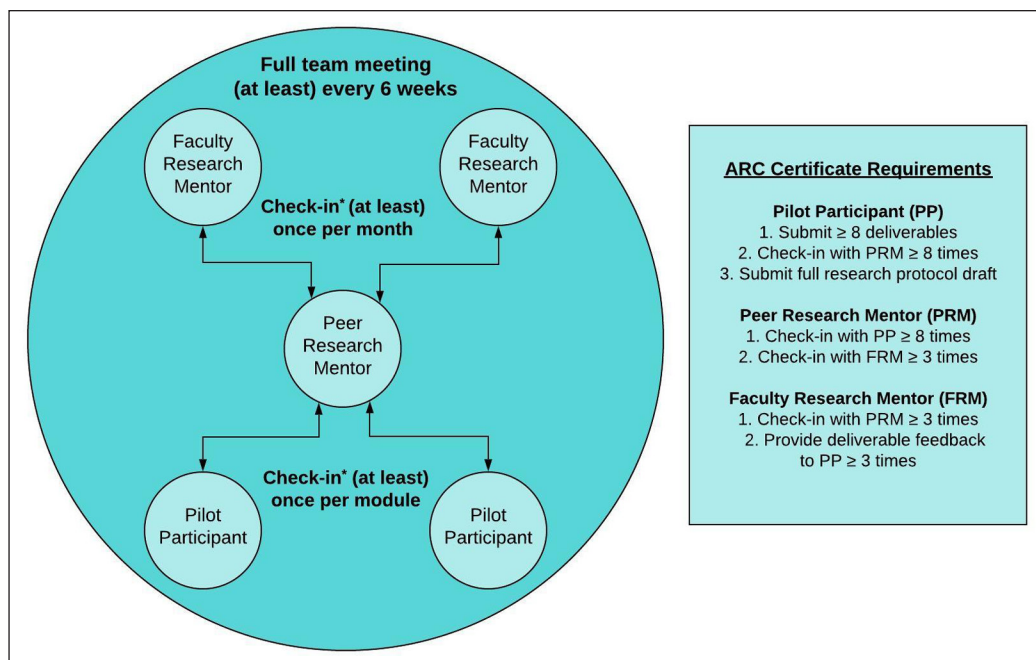 Full team meeting
(at least) every 6 weeks
Faculty
Research
Mentor
Faculty
Research
Mentor
Check-in* (at least)
once per month
Peer
Research
Mentor
Check-in* (at least)
once per module
Pilot
Participant
Pilot
Participant
ARC Certificate Requirements
Pilot Participant (PP)
1. Submit ≥ 8 deliverables
2. Check-in with PRM ≥ 8 times
3. Submit full research protocol draft
Peer Research Mentor (PRM)
1. Check-in with PP ≥ 8 times
2. Check-in with FRM ≥ 3 times
Faculty Research Mentor (FRM)
1. Check-in with PRM ≥ 3 times
2. Provide deliverable feedback
to PP ≥ 3 times